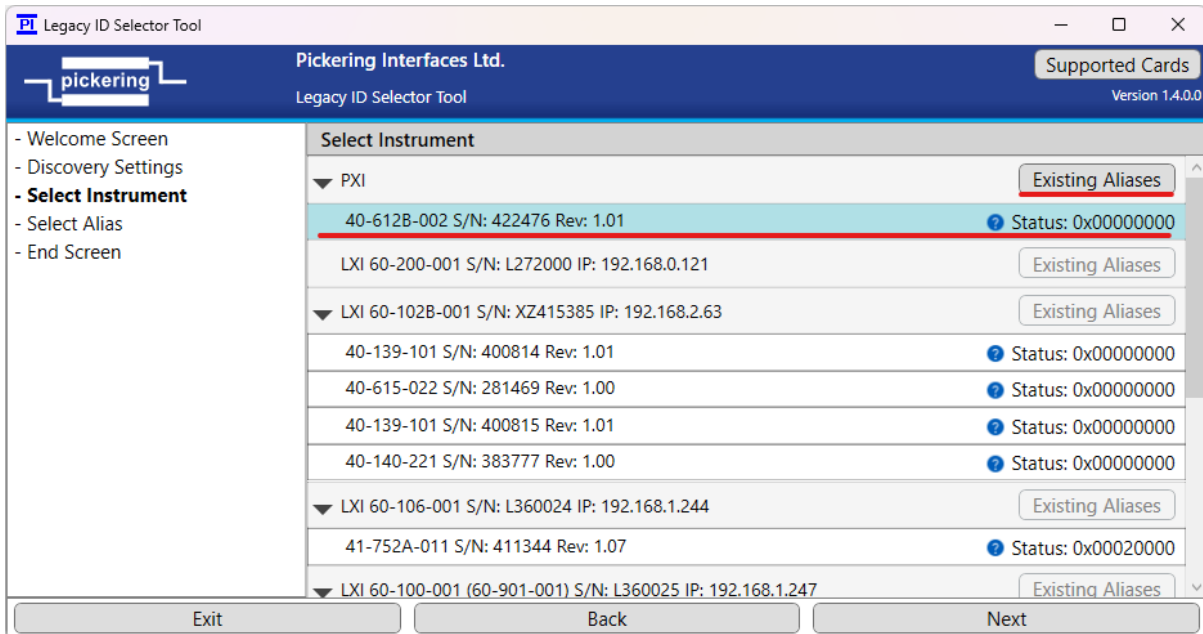 PI Legacy ID Selector Tool
pickering
Pickering Interfaces Ltd.
Legacy ID Selector Tool
Supported Cards
Version 1.4.0.0
- Welcome Screen
- Discovery Settings
- Select Instrument
- Select Alias
- End Screen
Select Instrument
PXI Existing Aliases
40-612B-002 S/N: 422476 Rev: 1.01 ? Status: 0x00000000
LXI 60-200-001 S/N: L272000 IP: 192.168.0.121 Existing Aliases
LXI 60-102B-001 S/N: XZ415385 IP: 192.168.2.63 Existing Aliases
40-139-101 S/N: 400814 Rev: 1.01 ? Status: 0x00000000
40-615-022 S/N: 281469 Rev: 1.00 ? Status: 0x00000000
40-139-101 S/N: 400815 Rev: 1.01 ? Status: 0x00000000
40-140-221 S/N: 383777 Rev: 1.00 ? Status: 0x00000000
LXI 60-106-001 S/N: L360024 IP: 192.168.1.244 Existing Aliases
41-752A-011 S/N: 411344 Rev: 1.07 ? Status: 0x00020000
LXI 60-100-001 (60-901-001) S/N: L360025 IP: 192.168.1.247 Existing Aliases
Exit Back Next